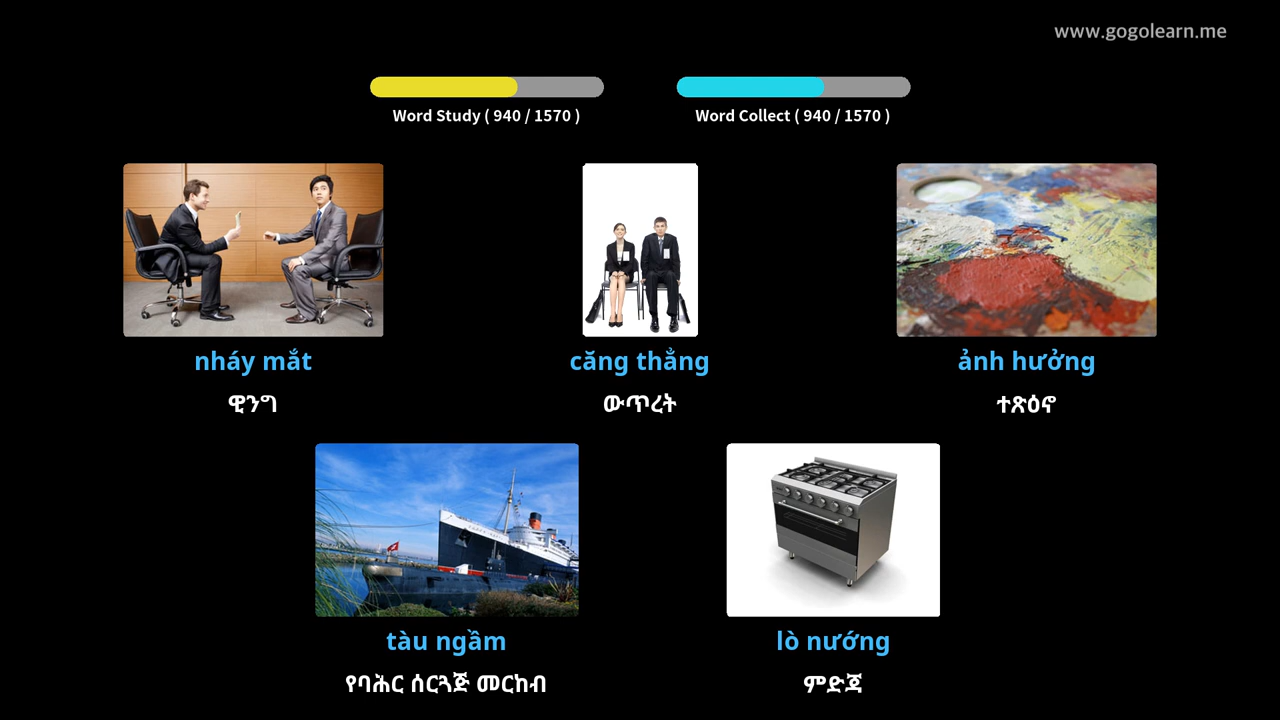 www.gogolearn.me
Word Study ( 940 / 1570 )
Word Collect ( 940 / 1570 )
nháy mắt
căng thẳng
ảnh hưởng
ዊንግ
ውጥረት
ተጽዕኖ
tàu ngầm
lò nướng
የባሕር ሰርጓጅ መርከብ
ምድጃ